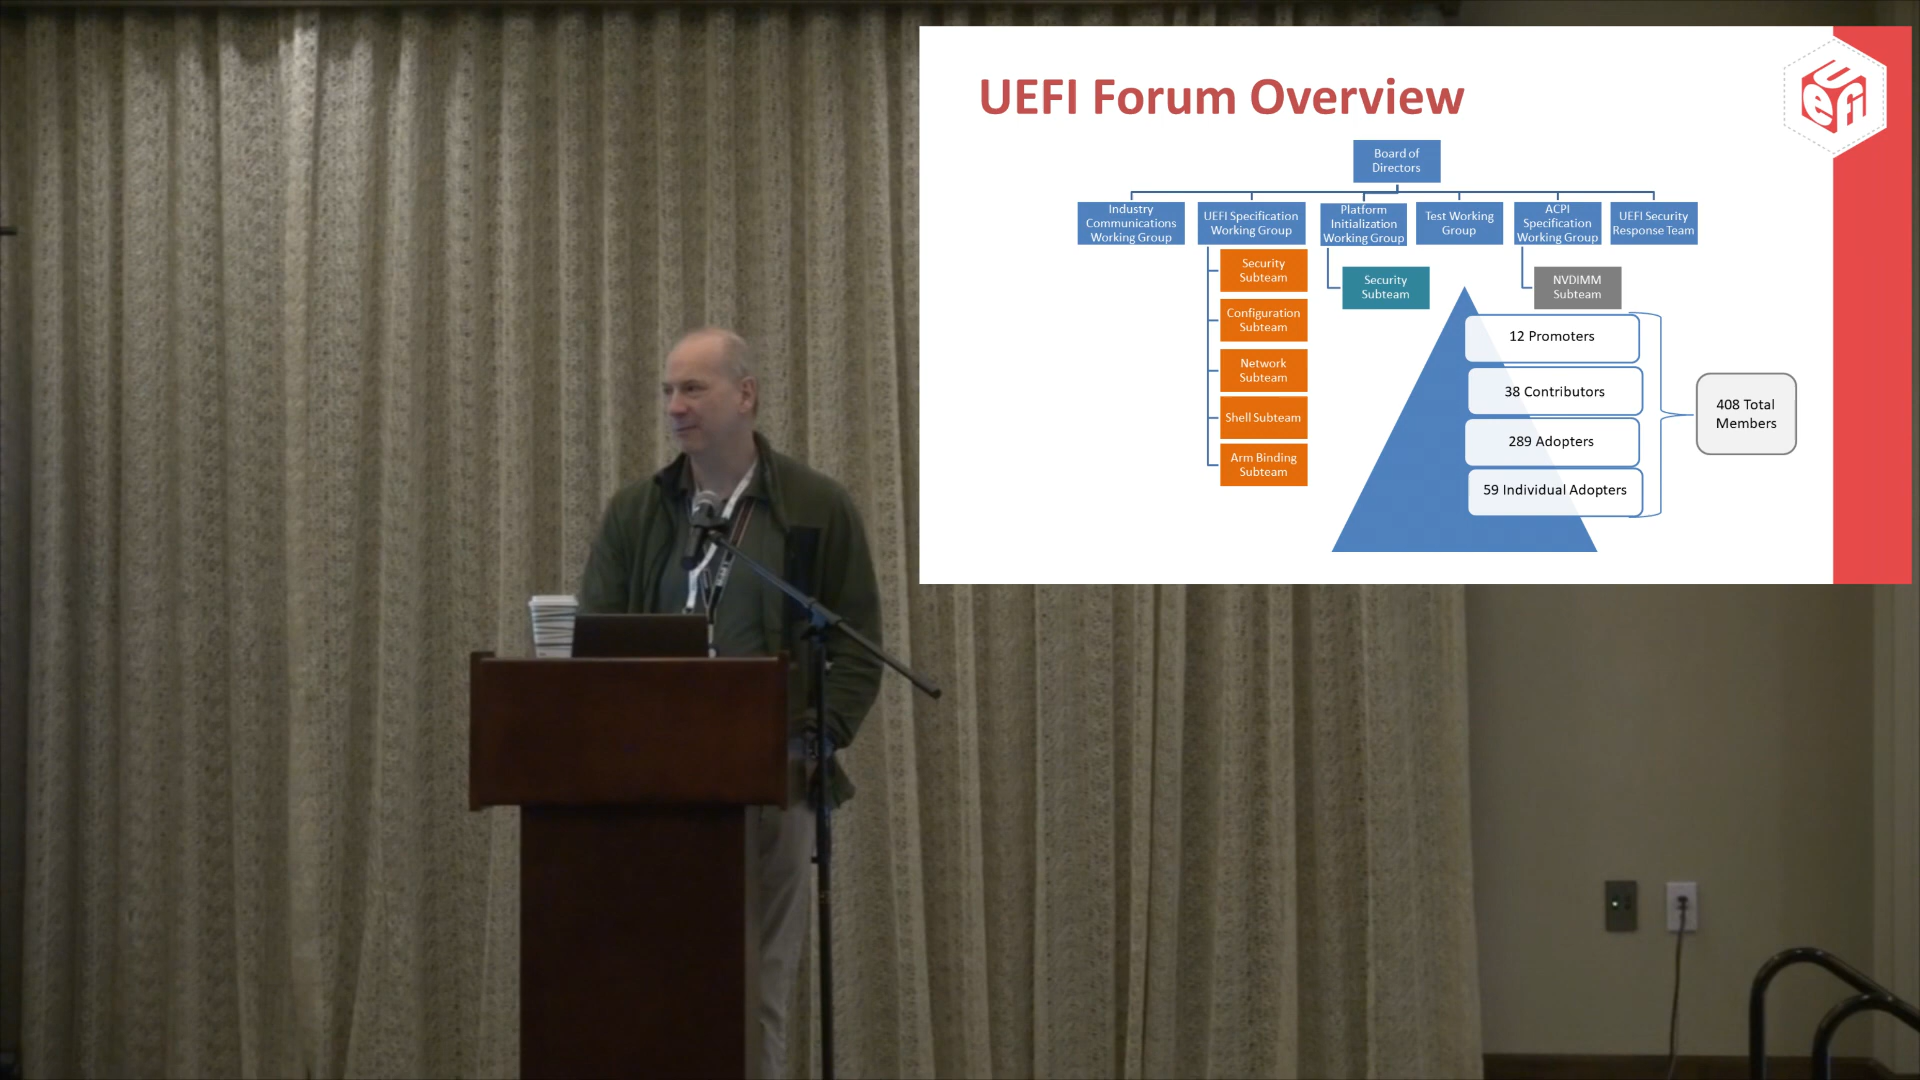 UEFI Forum Overview
uefi
Board of
Directors
Industry
Communications
Working Group
UEFI Specification
Working Group
Platform
Initialization
Working Group
Test Working
Group
ACPI
Specification
Working Group
UEFI Security
Response Team
Security
Subteam
Configuration
Subteam
Network
Subteam
Shell Subteam
Arm Binding
Subteam
Security
Subteam
NVDIMM
Subteam
12 Promoters
38 Contributors
289 Adopters
59 Individual Adopters
408 Total
Members